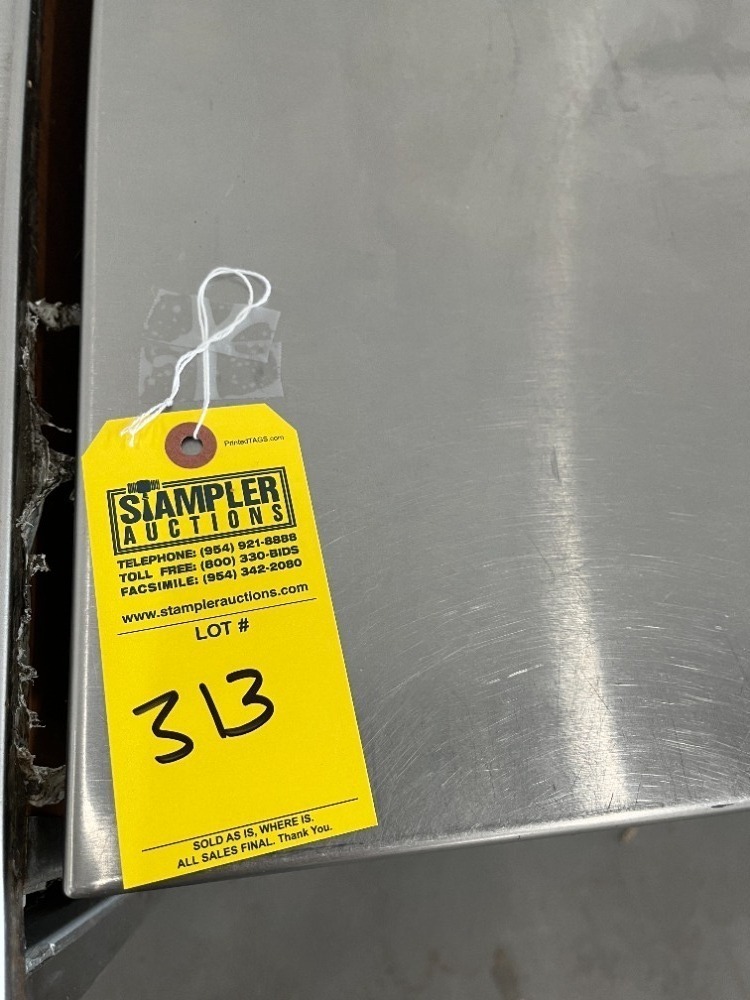 PrintedTAGS.com
STAMPLER
AUCTIONS
TELEPHONE: (954) 921-8888
TOLL FREE: (800) 330-BIDS
FACSIMILE: (954) 342-2080
www.stamplerauctions.com
LOT #
313
SOLD AS IS, WHERE IS.
ALL SALES FINAL. Thank You.